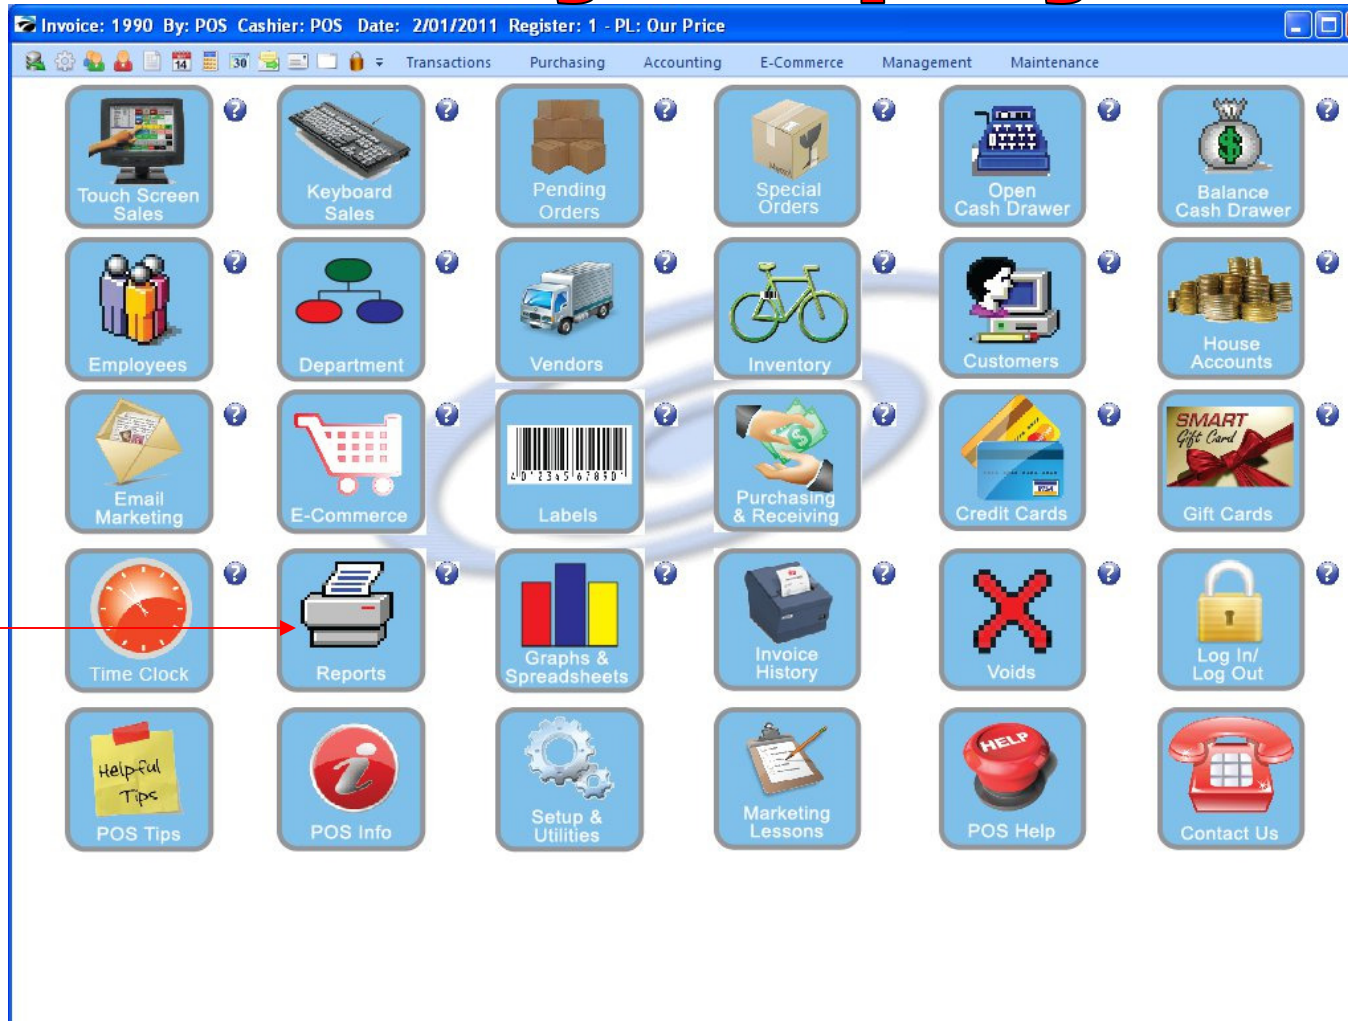 Invoice: 1990 By: POS Cashier: POS Date: 2/01/2011 Register: 1 - PL: Our Price
14 30 Transactions Purchasing Accounting E-Commerce Management Maintenance
Touch Screen
Sales
Keyboard
Sales
Pending
Orders
Special
Orders
Open
Cash Drawer
Balance
Cash Drawer
Employees
Department
Vendors
Inventory
Customers
House
Accounts
Email
Marketing
E-Commerce
Labels
Purchasing
& Receiving
VISA
Credit Cards
SMART
Gift Card
Gift Cards
Time Clock
Reports
Graphs &
Spreadsheets
Invoice
History
Voids
Log In/
Log Out
Helpful
Tips
POS Tips
i
POS Info
Setup &
Utilities
Marketing
Lessons
HELP
POS Help
Contact Us